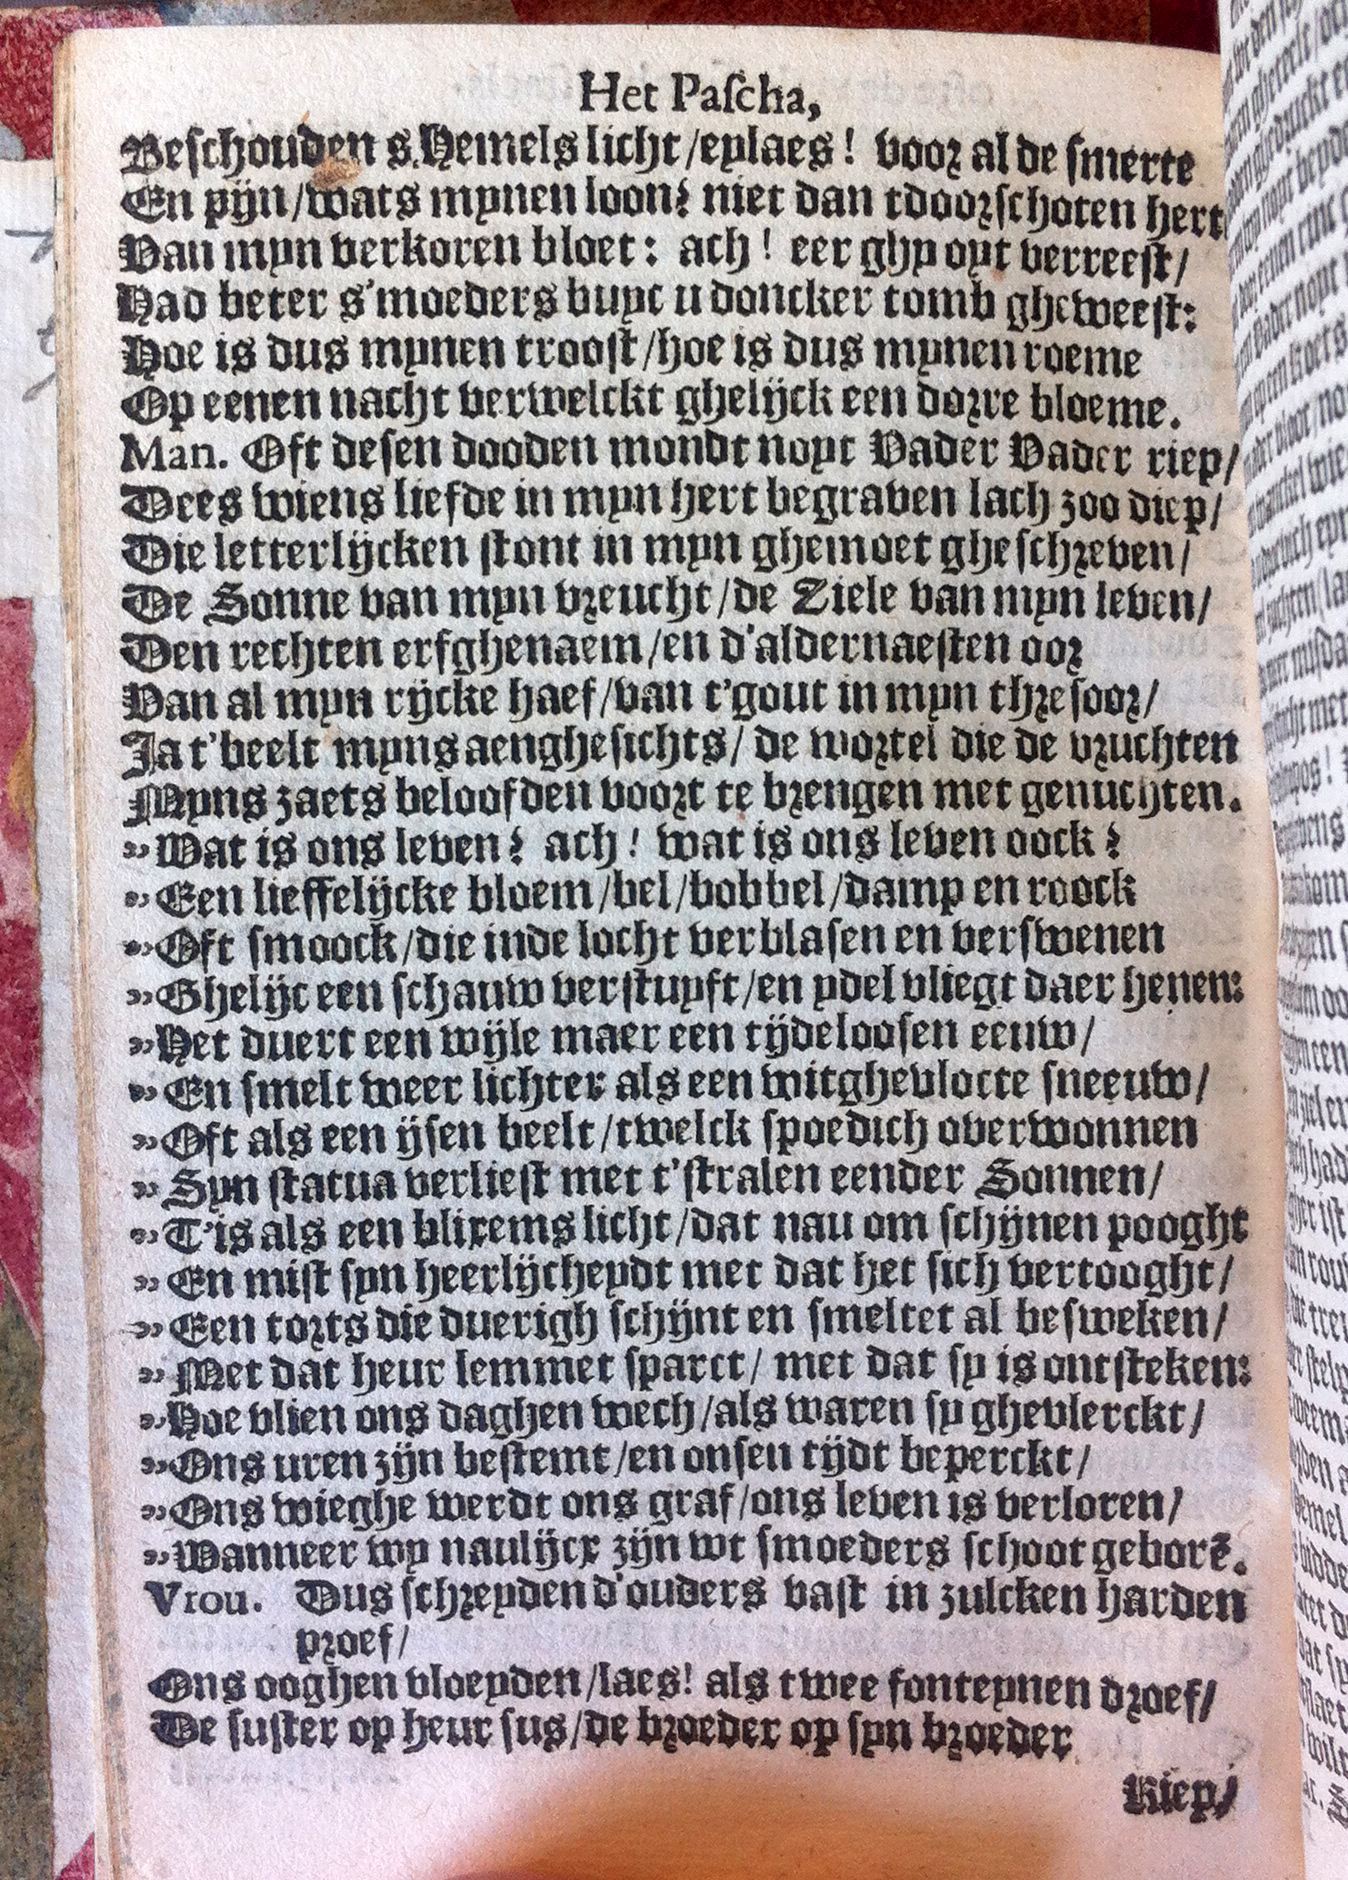 Het Pascha,
Beschouden s'Hemels licht/eylaes! voor al de smerte
En pijn/wats mynen loon? niet dan tdoorschoten hert
Van myn verkoren bloet: ach! eer ghy oyt verreest/
Had beter s'moeders buyc u doncker tomb gheweest:
Hoe is dus mynen troost/hoe is dus mynen roeme
Op eenen nacht verwelckt ghelijck een dorre bloeme.
Man. Oft desen dooden mondt noyt Vader Vader riep/
Dees wiens liefde in myn hert begraven lach zoo diep/
Die letterlijcken stont in myn ghemoet gheschreven/
De Sonne van myn vreucht/de Ziele van myn leven/
Den rechten erfghenaem/en d'aldernaesten oor
Van al myn rijcke haef/van t'gout in myn thresoor/
Ja t'beelt myns aenghesichts/ de wortel die de vruchten
Myns zaets beloofden voort te brengen met genuchten.
„ Wat is ons leven? ach! wat is ons leven oock?
„ Een lieffelijcke bloem/bel/bobbel/damp en roock
„ Oft smoock/die inde locht verblasen en verswenen
„ Ghelijc een schauw verstuyft/en ydel vliegt daer henen:
„ Het duert een wijle maer een tijdeloosen eeuw/
„ En smelt weer lichter als een witghevlocte sneeuw/
„ Oft als een ijsen beelt/twelck spoedich overwonnen
„ Syn statua verliest met t'stralen eender Sonnen/
„ T'is als een blixems licht/dat nau om schijnen pooght
„ En mist syn heerlijcheydt met dat het sich vertooght/
„ Een torts die duerigh schijnt en smeltet al besweken/
„ Met dat heur lemmet sparct/ met dat sy is ontsteken:
„ Hoe vlien ons daghen wech/als waren sy ghevlerckt/
„ Ons uren zijn bestemt/en onsen tijdt beperckt/
„ Ons wieghe werdt ons graf/ons leven is verloren/
„ Wanneer wy naulijcx zijn wt smoeders schoot geborē.
Vrou. Dus schreyden d'ouders vast in zulcken harden
proef/
Ons ooghen vloeyden/laes! als twee fonteynen droef/
De suster op heur sus/de broeder op syn broeder
Riep/